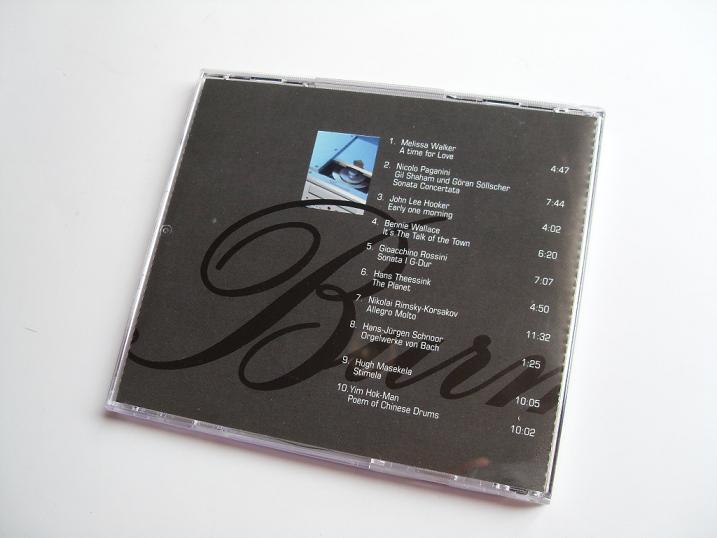 1. Melissa Walker
A time for Love
4:47
2. Nicolo Paganini
Gil Shaham und Göran Söllscher
Sonata Concertata
7:44
3. John Lee Hooker
Early one morning
4:02
4. Bennie Wallace
It's The Talk of the Town
6:20
5. Gioacchino Rossini
Sonata I G-Dur
7:07
6. Hans Theessink
The Planet
4:50
7. Nikolai Rimsky-Korsakov
Allegro Molto
11:32
8. Hans-Jürgen Schnoor
Orgelwerke von Bach
1:25
9. Hugh Masekela
Stimela
10:05
10. Yim Hok-Man
Poem of Chinese Drums
10:02
Burm